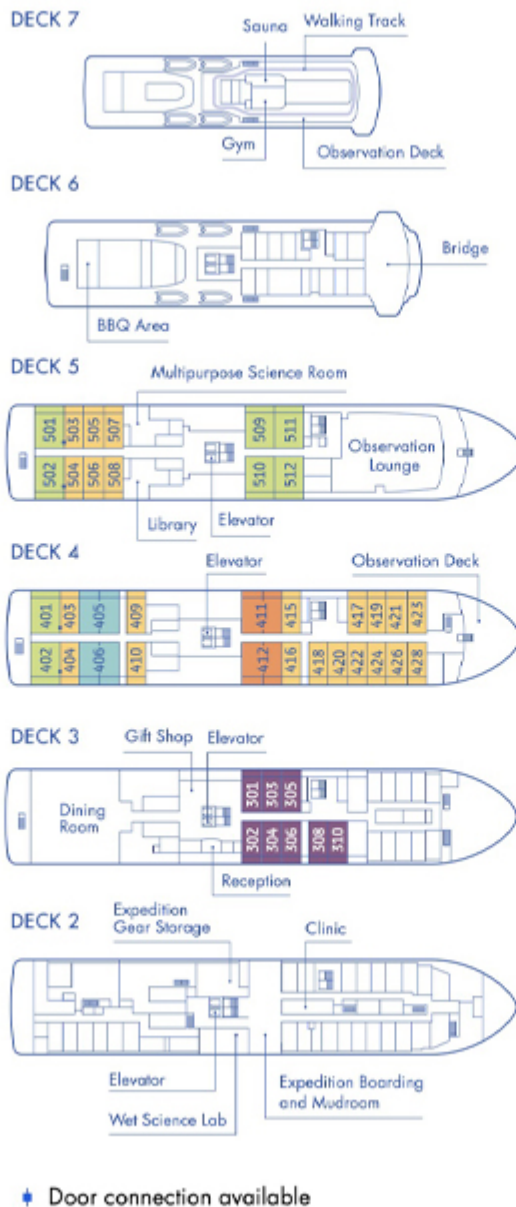 DECK 7
Sauna
Walking Track
Gym
Observation Deck
DECK 6
Bridge
BBQ Area
DECK 5
Multipurpose Science Room
501 503 505 507 509 511
Observation
Lounge
502 504 506 508 510 512
Library
Elevator
DECK 4
Elevator
Observation Deck
401 403 405 409 411 415 417 419 421 423
402 404 406 410 412 416 418 420 422 424 426 428
DECK 3
Gift Shop
Elevator
301 303 305
Dining
Room
302 304 306 308 310
Reception
DECK 2
Expedition
Gear Storage
Clinic
Elevator
Expedition Boarding
and Mudroom
Wet Science Lab
Door connection available